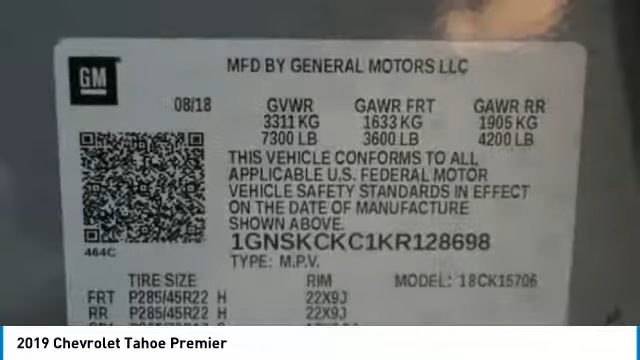 GM
MFD BY GENERAL MOTORS LLC
08/18 GVWR GAWR FRT GAWR RR
3311 KG 1633 KG 1905 KG
7300 LB 3600 LB 4200 LB
THIS VEHICLE CONFORMS TO ALL
APPLICABLE U.S. FEDERAL MOTOR
VEHICLE SAFETY STANDARDS IN EFFECT
ON THE DATE OF MANUFACTURE
SHOWN ABOVE.
1GNSKCKC1KR128698
464C
TYPE: M.P.V.
TIRE SIZE RIM MODEL: 18CK15706
FRT P285/45R22 H 22X9J
RR P285/45R22 H 22X9J
2019 Chevrolet Tahoe Premier